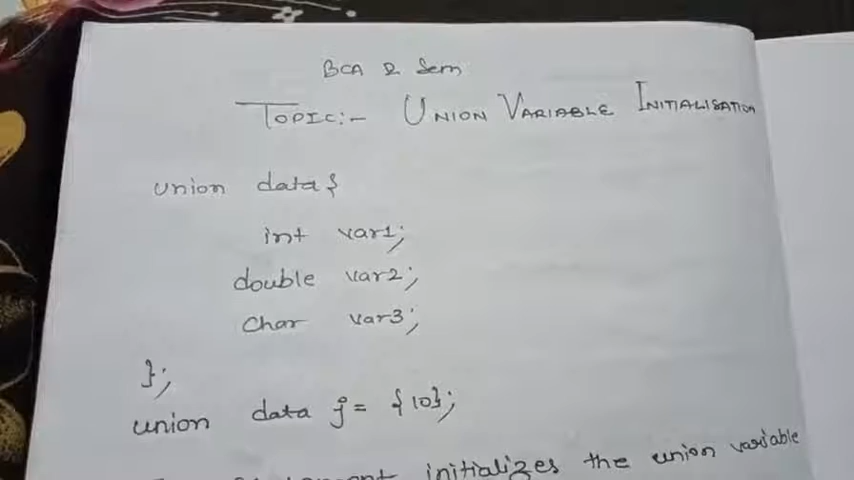 BCA 2 Sem
TOPIC:- UNION VARIABLE INITIALISATION
union data{
int var1;
double var2;
char var3;
};
union data j = {10};
initializes the union variable